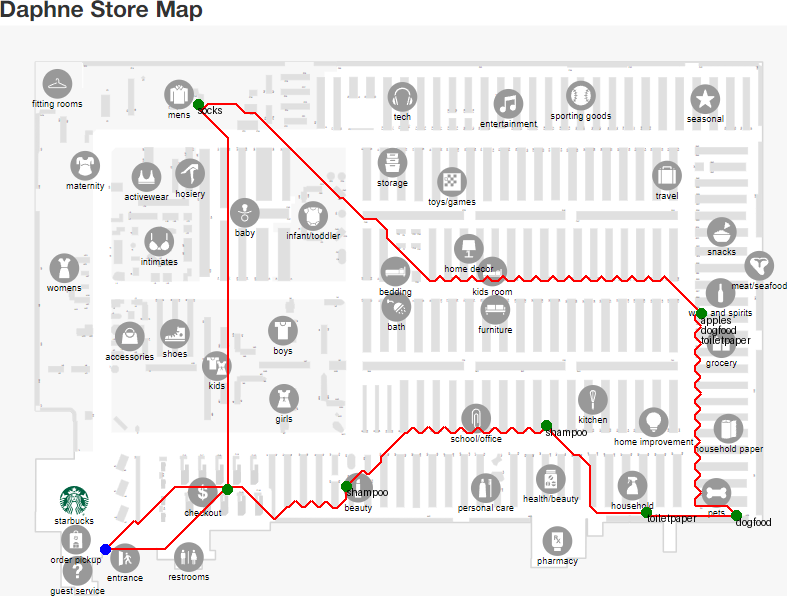 Daphne Store Map
fitting rooms
mens
socks
tech
entertainment
sporting goods
seasonal
maternity
activewear
hosiery
storage
toys/games
travel
baby
infant/toddler
intimates
snacks
womens
home decor
meat/seafood
bedding
kids room
bath
furniture
and spirits
apples
dogfood
toiletpaper
accessories
shoes
boys
grocery
kids
girls
school/office
shampoo
kitchen
home improvement
household paper
$
checkout
shampoo
beauty
personal care
health/beauty
household
toiletpaper
pets
dogfood
starbucks
order pickup
?
guest service
entrance
restrooms
pharmacy